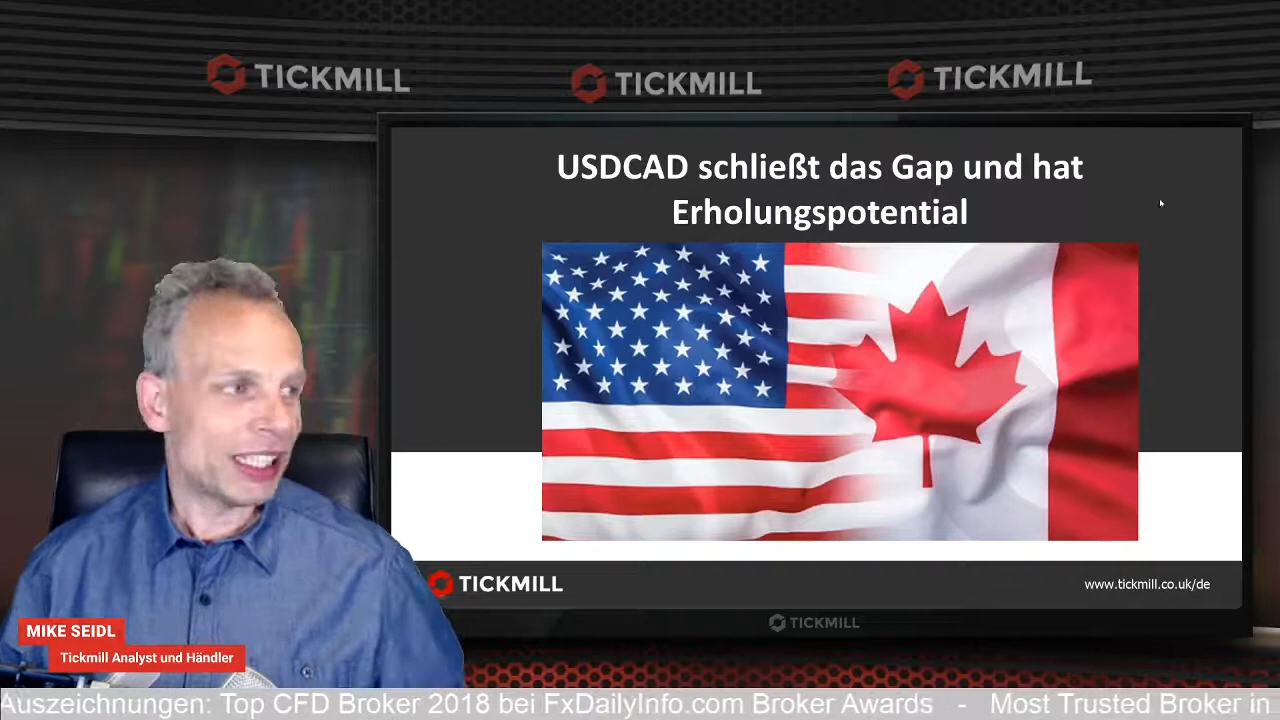 TICKMILL
TICKMILL
TICKMILL
USDCAD schließt das Gap und hat
Erholungspotential
TICKMILL
www.tickmill.co.uk/de
TICKMILL
MIKE SEIDL
Tickmill Analyst und Händler
Auszeichnungen: Top CFD Broker 2018 bei FxDailyInfo.com Broker Awards - Most Trusted Broker in